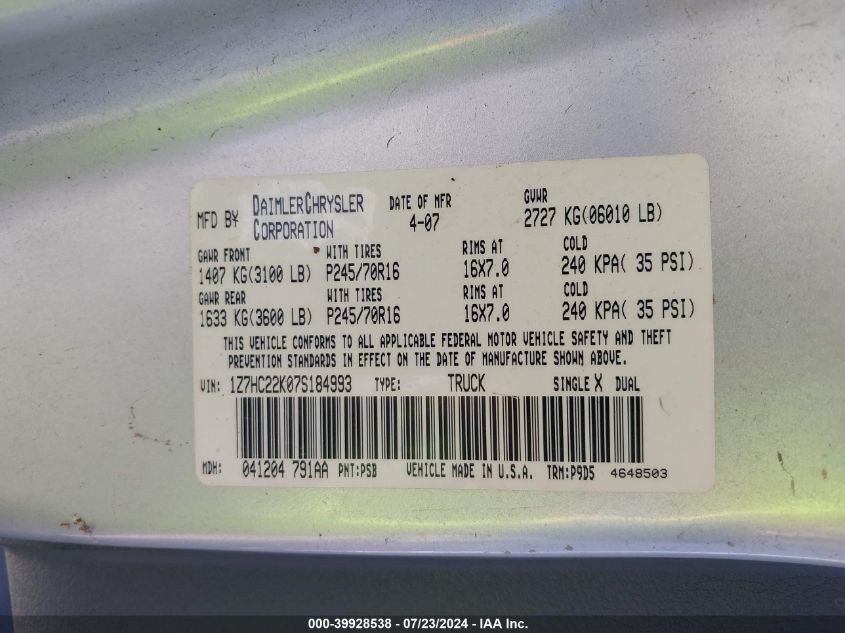 MFD BY DAIMLERCHRYSLER CORPORATION DATE OF MFR 4-07 GVWR 2727 KG(06010 LB)
GAWR FRONT WITH TIRES RIMS AT COLD
1407 KG(3100 LB) P245/70R16 16X7.0 240 KPA( 35 PSI)
GAWR REAR WITH TIRES RIMS AT COLD
1633 KG(3600 LB) P245/70R16 16X7.0 240 KPA( 35 PSI)
THIS VEHICLE CONFORMS TO ALL APPLICABLE FEDERAL MOTOR VEHICLE SAFETY AND THEFT
PREVENTION STANDARDS IN EFFECT ON THE DATE OF MANUFACTURE SHOWN ABOVE.
VIN: 1Z7HC22K07S184993 TYPE: TRUCK SINGLE X DUAL
MDH: 041204 791AA PNT:PSB VEHICLE MADE IN U.S.A. TRM:P9D5 4648503
000-39928538 - 07/23/2024 - IAA Inc.